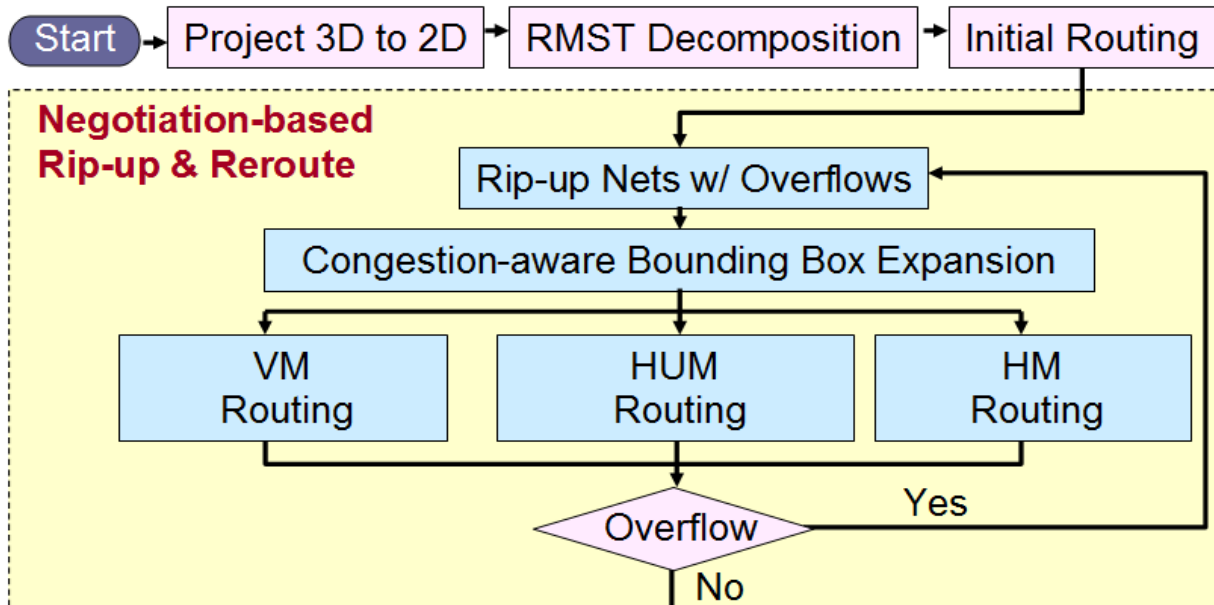 Start
Project 3D to 2D
RMST Decomposition
Initial Routing
Negotiation-based
Rip-up & Reroute
Rip-up Nets w/ Overflows
Congestion-aware Bounding Box Expansion
VM
Routing
HUM
Routing
HM
Routing
Overflow
Yes
No